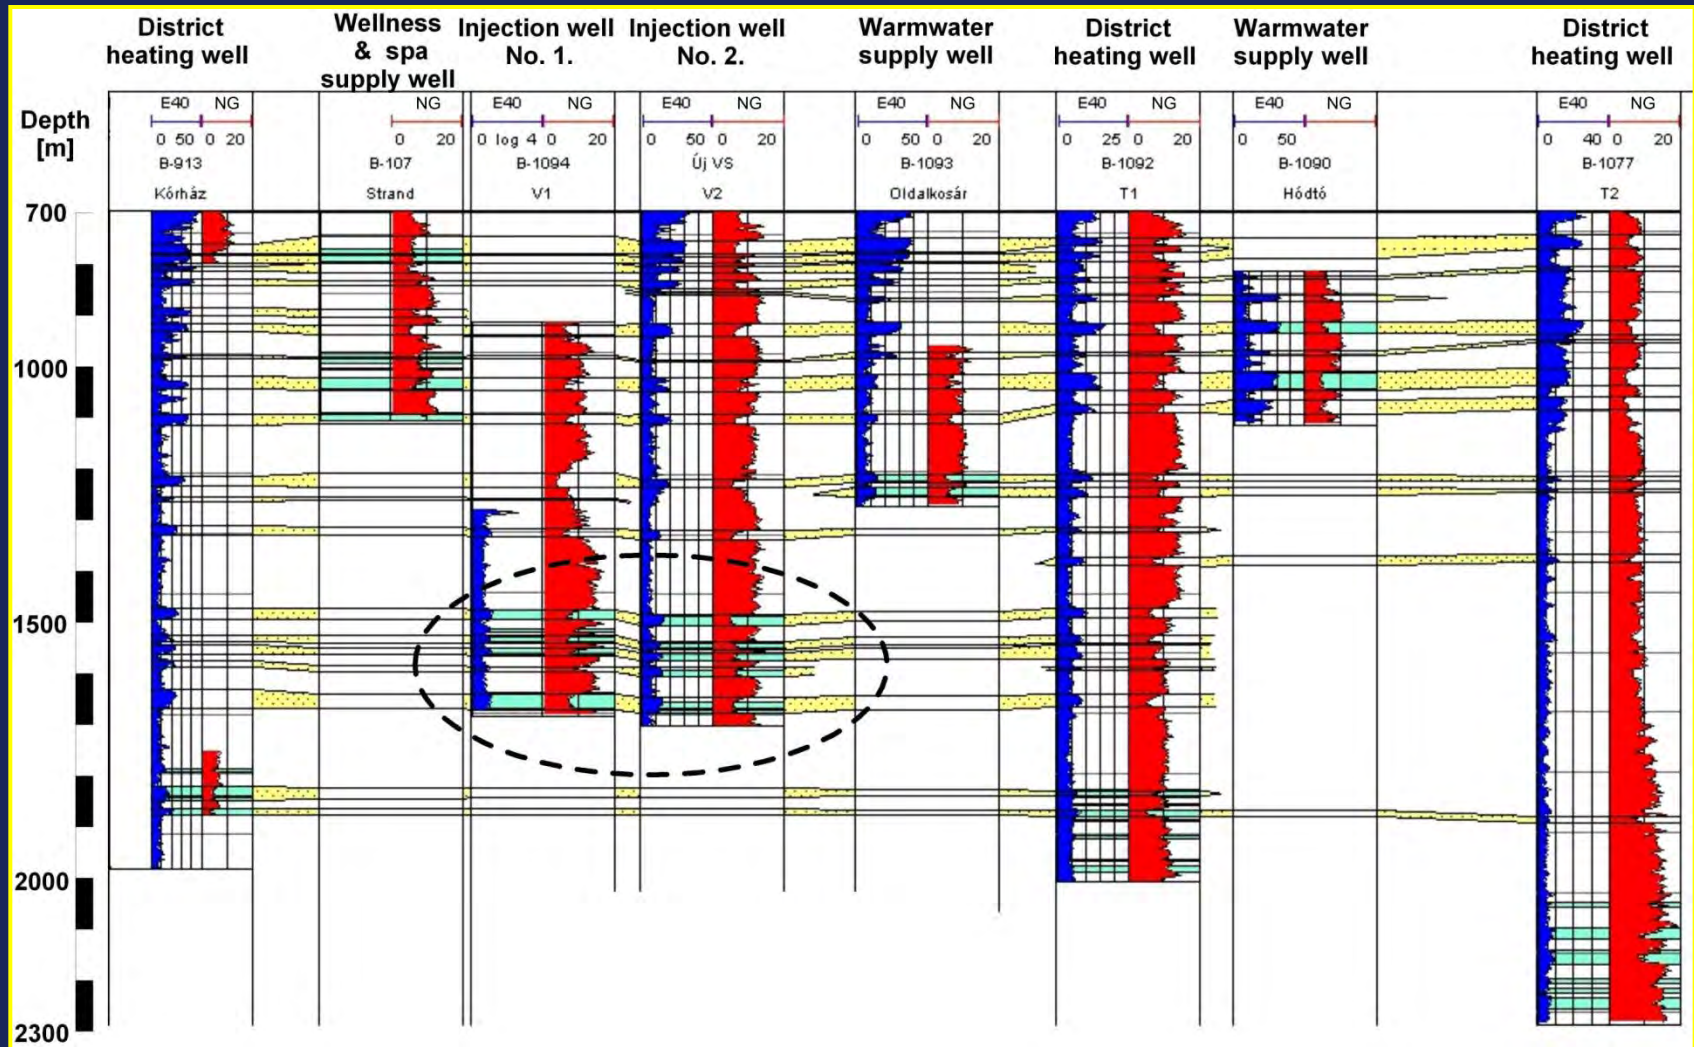 District
heating well
Wellness
& spa
supply well
Injection well
No. 1.
Injection well
No. 2.
Warmwater
supply well
District
heating well
Warmwater
supply well
District
heating well
Depth
[m]
E40 NG
0 50 0 20
B-913
Kórház
NG
0 20
B-107
Strand
E40 NG
0 log 4 0 20
B-1094
V1
E40 NG
0 50 0 20
Új VS
V2
E40 NG
0 50 0 20
B-1093
Oldalkosár
E40 NG
0 25 0 20
B-1092
T1
E40 NG
0 50
B-1090
Hódtó
E40 NG
0 40 0 20
B-1077
T2
700
1000
1500
2000
2300